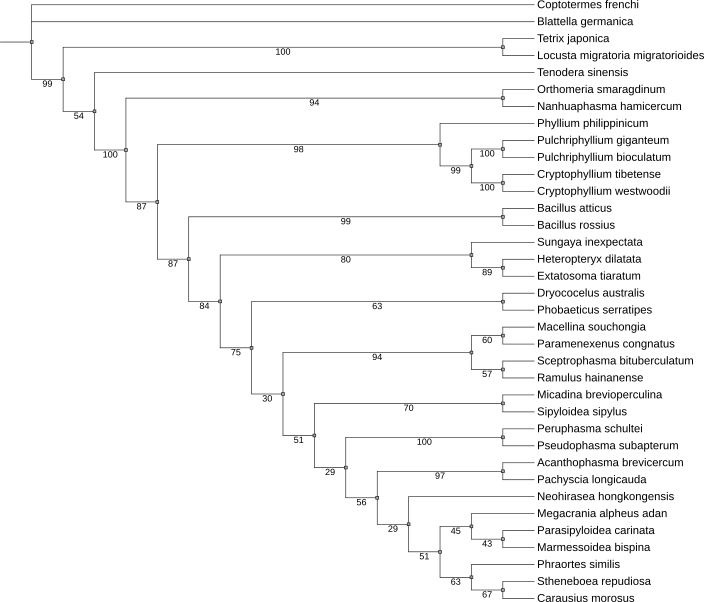 Coptotermes frenchi
Blattella germanica
Tetrix japonica
100
Locusta migratoria migratorioides
99
Tenodera sinensis
Orthomeria smaragdinum
94
Nanhuaphasma hamicercum
54
Phyllium philippinicum
Pulchriphyllium giganteum
98
100
100
Pulchriphyllium bioculatum
99
Cryptophyllium tibetense
100
Cryptophyllium westwoodii
87
Bacillus atticus
99
Bacillus rossius
Sungaya inexpectata
80
Heteropteryx dilatata
87
89
Extatosoma tiaratum
Dryococelus australis
84
63
Phobaeticus serratipes
Macellina souchongia
60
Paramenexenus congnatus
75
94
Sceptrophasma bituberculatum
57
Ramulus hainanense
30
Micadina brevioperculina
70
Sipyloidea sipylus
Peruphasma schultei
51
100
Pseudophasma subapterum
Acanthophasma brevicercum
29
97
Pachyscia longicauda
Neohirasea hongkongensis
56
Megacrania alpheus adan
29
45
Parasipyloidea carinata
43
Marmessoidea bispina
51
Phraortes similis
63
Stheneboea repudiosa
67
Carausius morosus